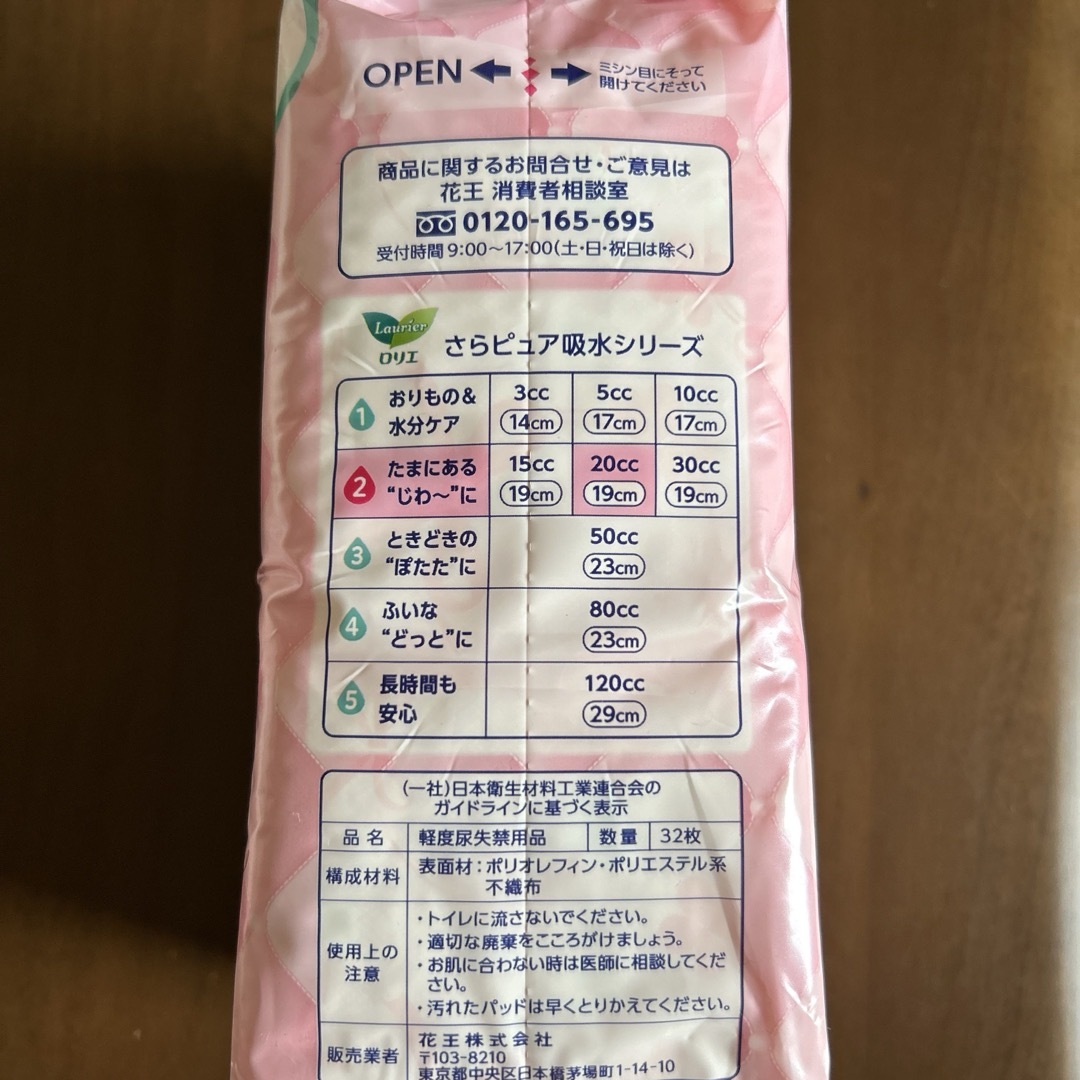 OPEN
ミシン目にそって
開けてください
商品に関するお問合せ・ご意見は
花王 消費者相談室
0120-165-695
受付時間 9:00〜17:00(土・日・祝日は除く)
Laurier
ロリエ
さらピュア吸水シリーズ
1 おりもの&
水分ケア
3cc 5cc 10cc
14cm 17cm 17cm
2 たまにある
“じわ〜”に
15cc 20cc 30cc
19cm 19cm 19cm
3 ときどきの
“ぽたた”に
50cc
23cm
4 ふいな
“どっと”に
80cc
23cm
5 長時間も
安心
120cc
29cm
(一社)日本衛生材料工業連合会の
ガイドラインに基づく表示
品名 軽度尿失禁用品 数量 32枚
構成材料 表面材:ポリオレフィン・ポリエステル系
不織布
使用上の
注意
・トイレに流さないでください。
・適切な廃棄をこころがけましょう。
・お肌に合わない時は医師に相談してくだ
さい。
・汚れたパッドは早くとりかえてください。
販売業者 花王株式会社
〒103-8210
東京都中央区日本橋茅場町1-14-10